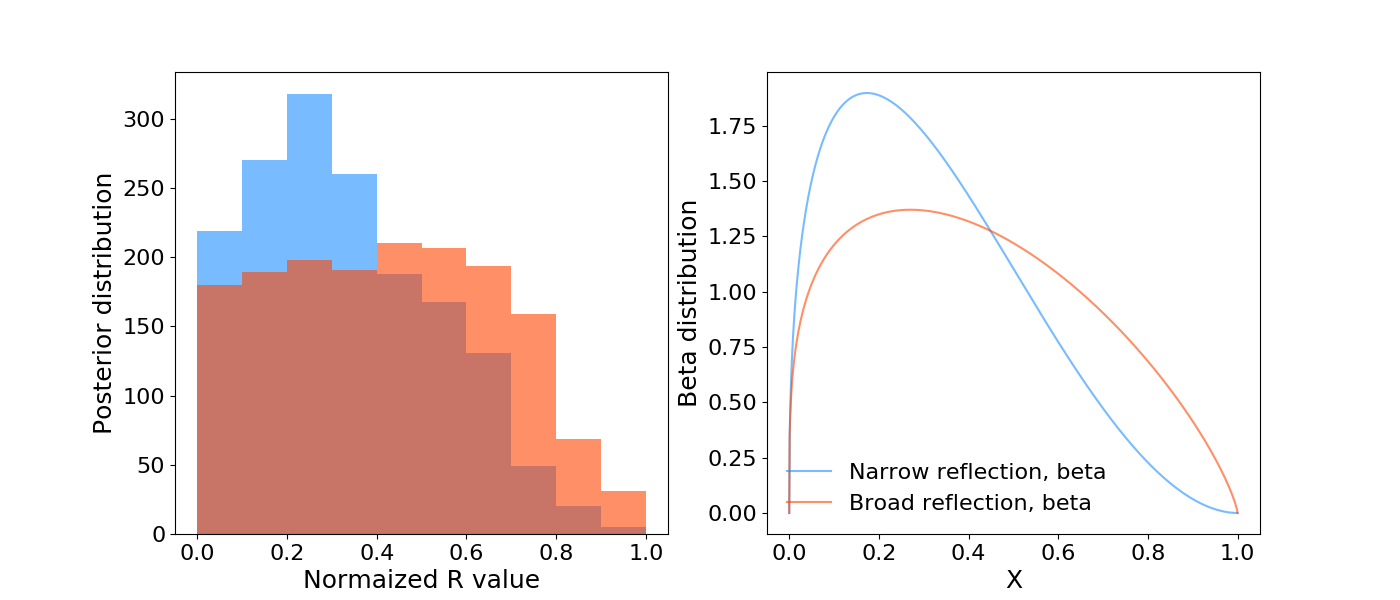 Posterior distribution
300
250
200
150
100
50
0
0.0 0.2 0.4 0.6 0.8 1.0
Normaized R value
Beta distribution
1.75
1.50
1.25
1.00
0.75
0.50
0.25
0.00
Narrow reflection, beta
Broad reflection, beta
0.0 0.2 0.4 0.6 0.8 1.0
X